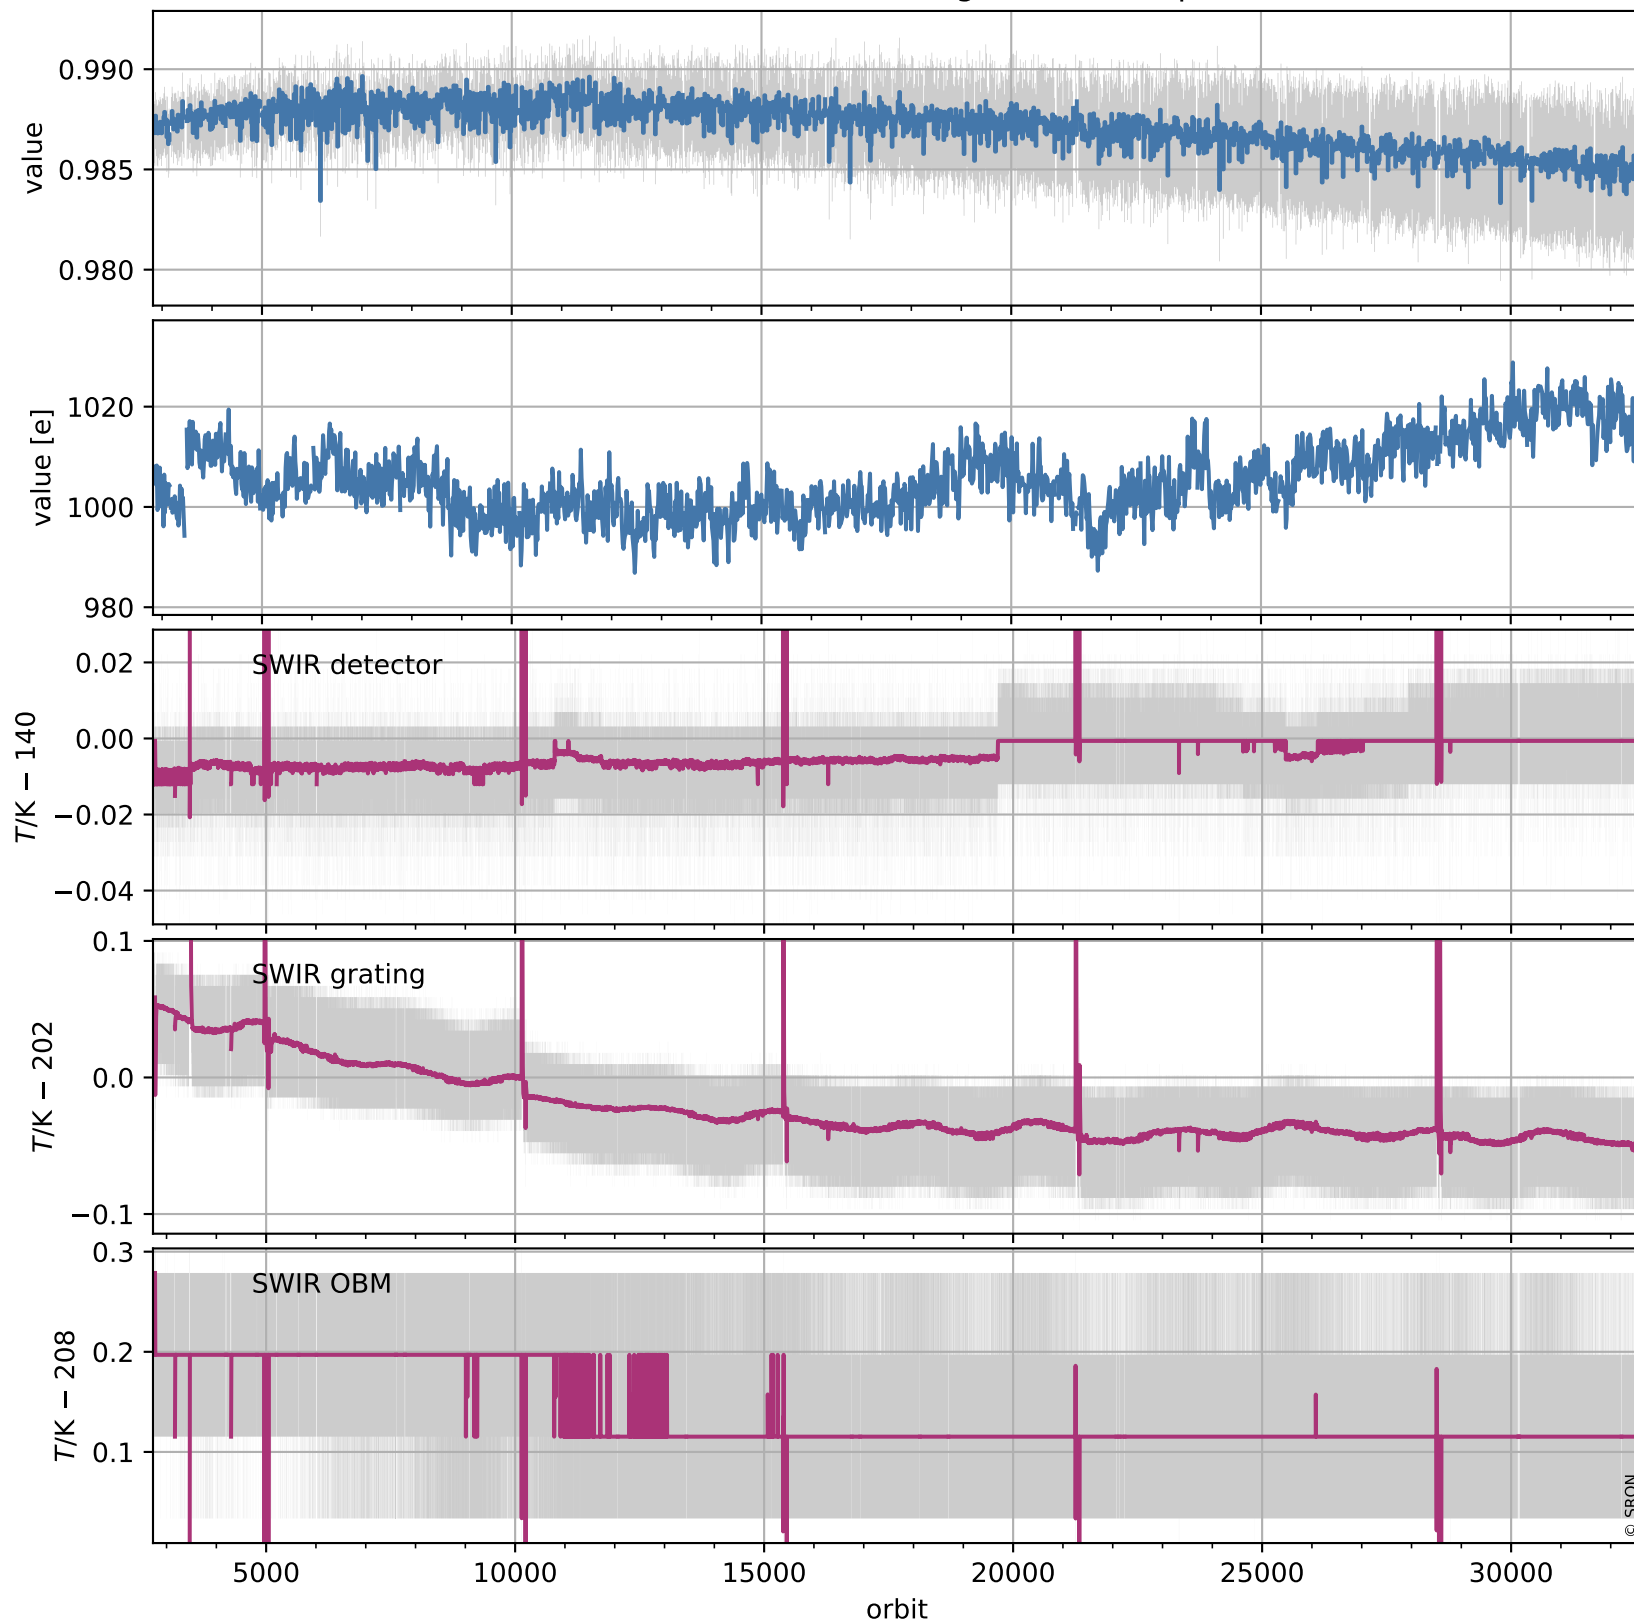 0.990
0.985
0.980
value
1020
1000
980
value [e]
SWIR detector
0.02
0.00
−0.02
−0.04
T/K − 140
SWIR grating
0.1
0.0
−0.1
T/K − 202
SWIR OBM
0.3
0.2
0.1
T/K − 208
5000 10000 15000 20000 25000 30000
orbit
© SRON